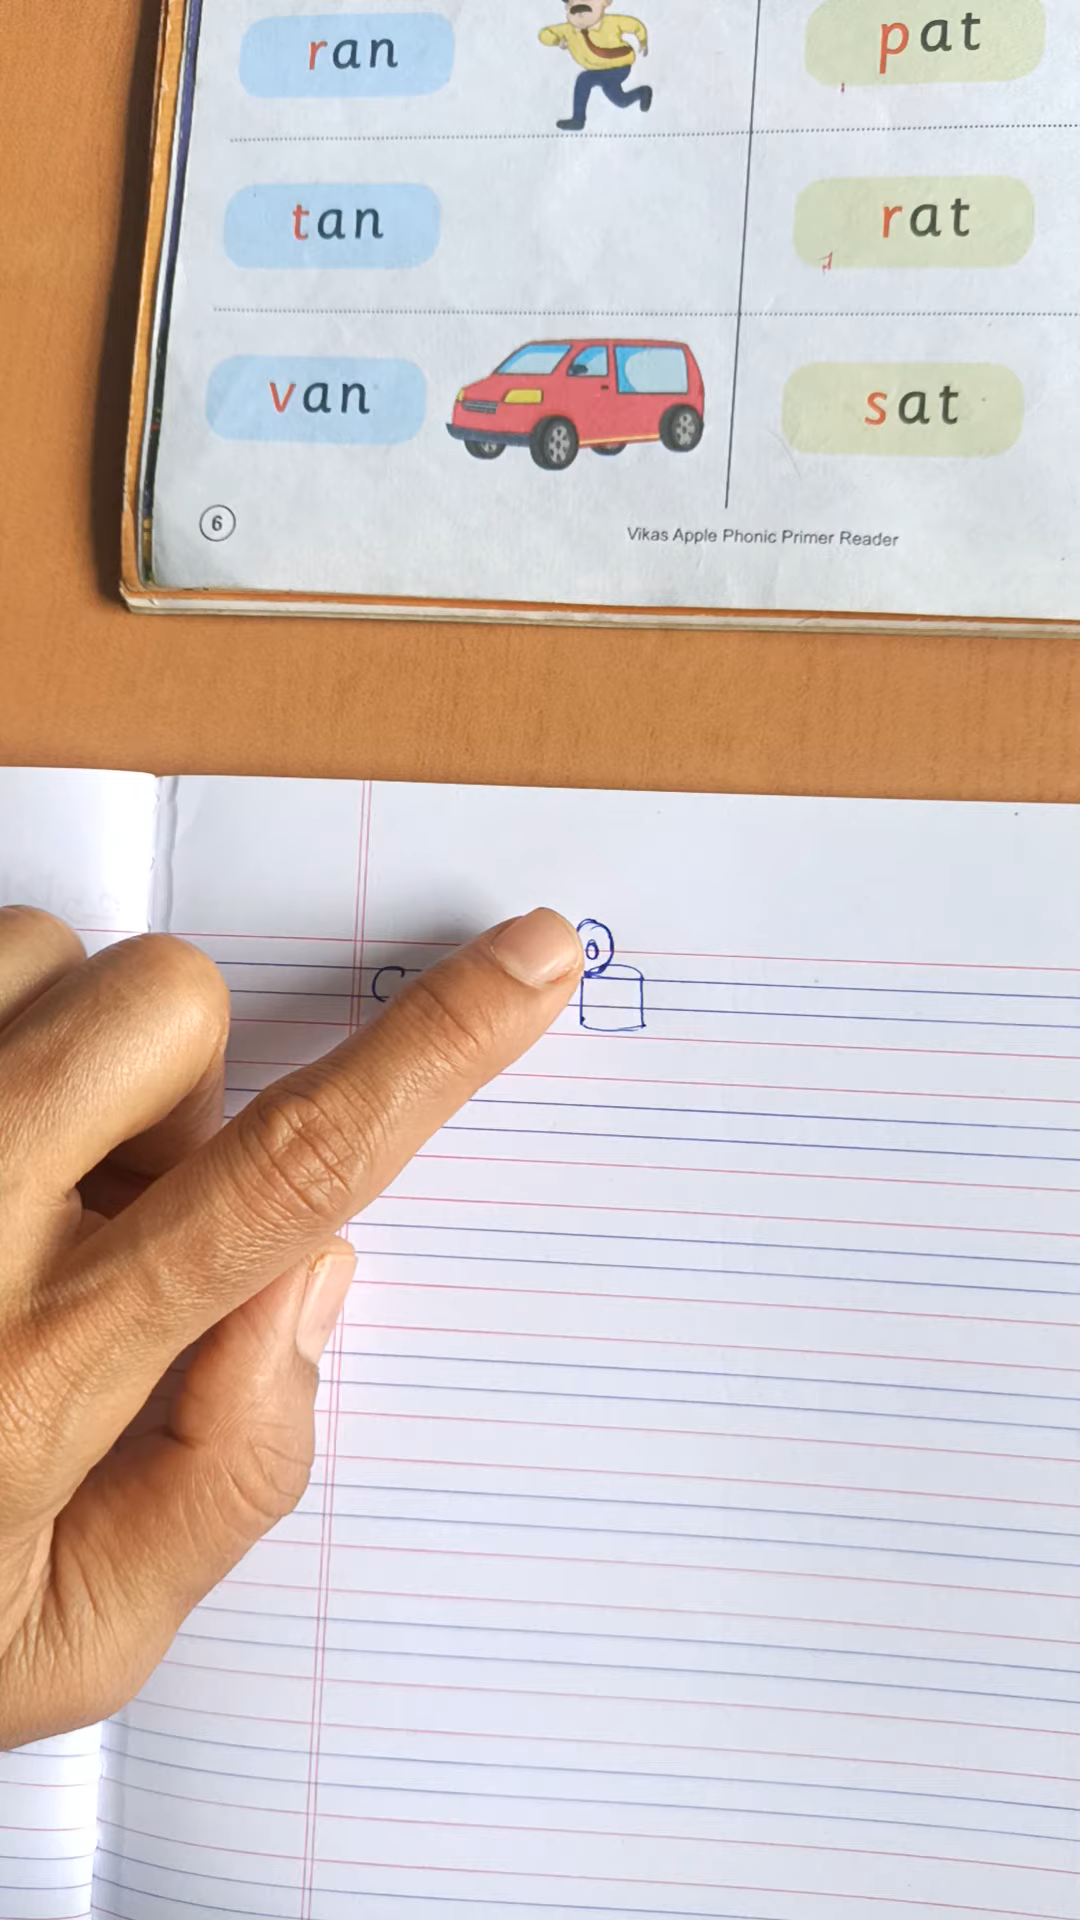 ran pat
tan rat
van sat
6 Vikas Apple Phonic Primer Reader
C